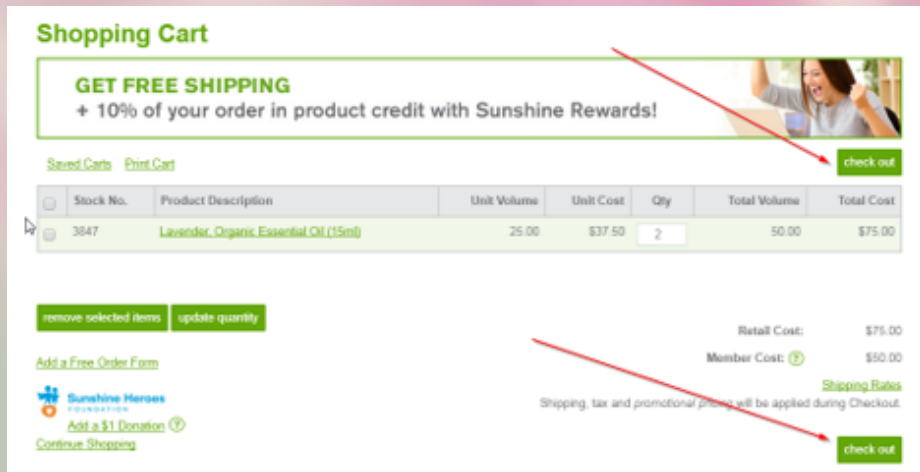 Shopping Cart
GET FREE SHIPPING
+ 10% of your order in product credit with Sunshine Rewards!
Saved Carts Print Cart
check out
Stock No. Product Description Unit Volume Unit Cost Qty Total Volume Total Cost
3847 Lavender, Organic Essential Oil (15ml) 25.00 $37.50 2 50.00 $75.00
remove selected items update quantity
Retail Cost: $75.00
Add a Free Order Form
Member Cost: ? $50.00
Shipping Rates
Sunshine Heroes
FOUNDATION
Shipping, tax and promotional pricing will be applied during Checkout.
Add a $1 Donation ?
Continue Shopping
check out